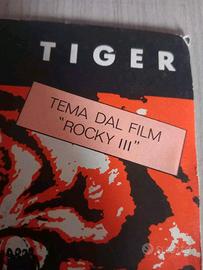 TIGER
TEMA DAL FILM
"ROCKY III"